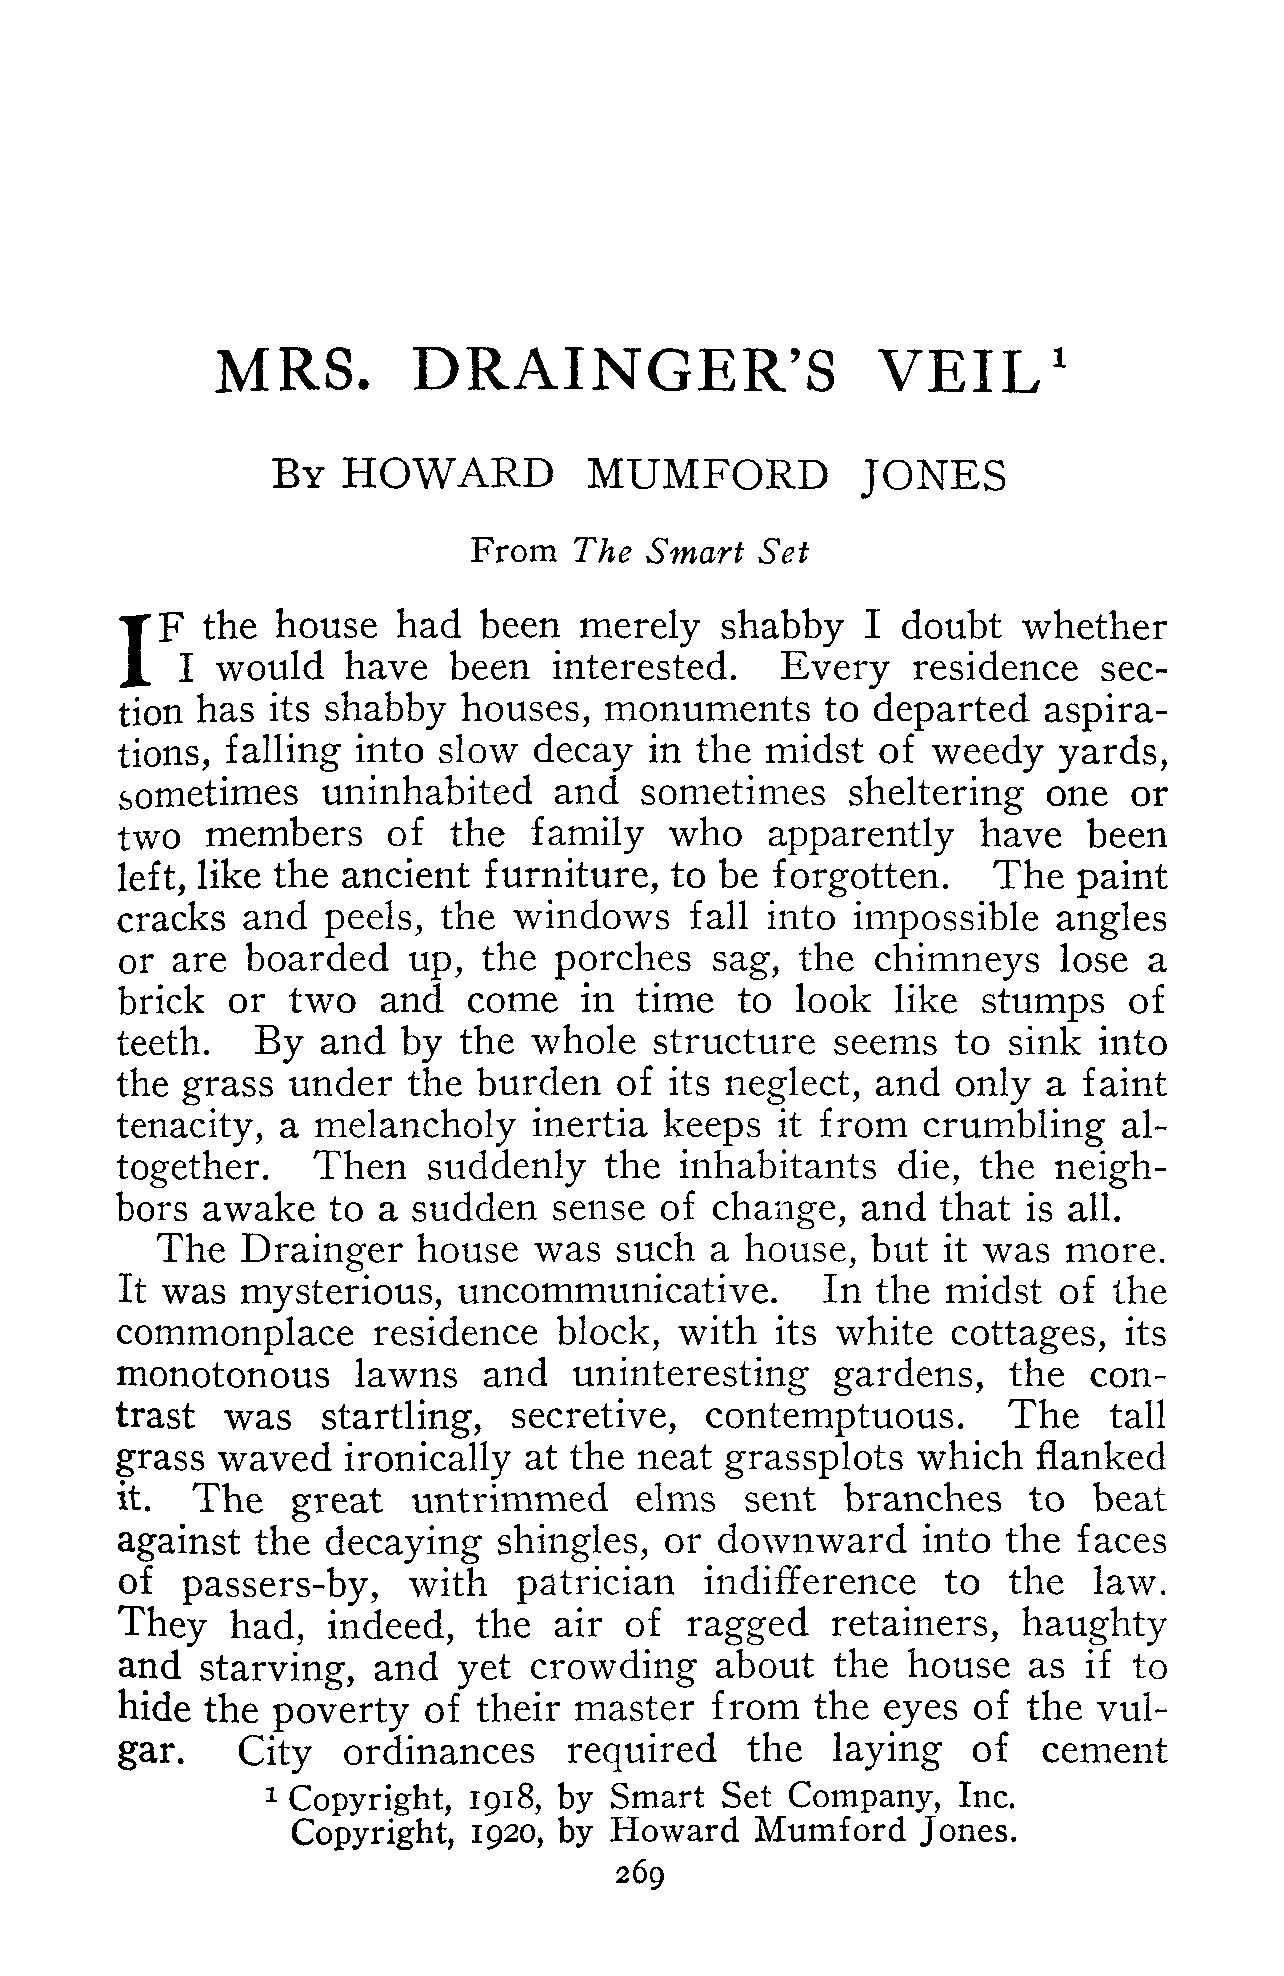 MRS. DRAINGER'S VEIL¹
By HOWARD MUMFORD JONES
From The Smart Set
IF the house had been merely shabby I doubt whether
I would have been interested. Every residence sec-
tion has its shabby houses, monuments to departed aspira-
tions, falling into slow decay in the midst of weedy yards,
sometimes uninhabited and sometimes sheltering one or
two members of the family who apparently have been
left, like the ancient furniture, to be forgotten. The paint
cracks and peels, the windows fall into impossible angles
or are boarded up, the porches sag, the chimneys lose a
brick or two and come in time to look like stumps of
teeth. By and by the whole structure seems to sink into
the grass under the burden of its neglect, and only a faint
tenacity, a melancholy inertia keeps it from crumbling al-
together. Then suddenly the inhabitants die, the neigh-
bors awake to a sudden sense of change, and that is all.
The Drainger house was such a house, but it was more.
It was mysterious, uncommunicative. In the midst of the
commonplace residence block, with its white cottages, its
monotonous lawns and uninteresting gardens, the con-
trast was startling, secretive, contemptuous. The tall
grass waved ironically at the neat grassplots which flanked
it. The great untrimmed elms sent branches to beat
against the decaying shingles, or downward into the faces
of passers-by, with patrician indifference to the law.
They had, indeed, the air of ragged retainers, haughty
and starving, and yet crowding about the house as if to
hide the poverty of their master from the eyes of the vul-
gar. City ordinances required the laying of cement
¹ Copyright, 1918, by Smart Set Company, Inc.
Copyright, 1920, by Howard Mumford Jones.
269